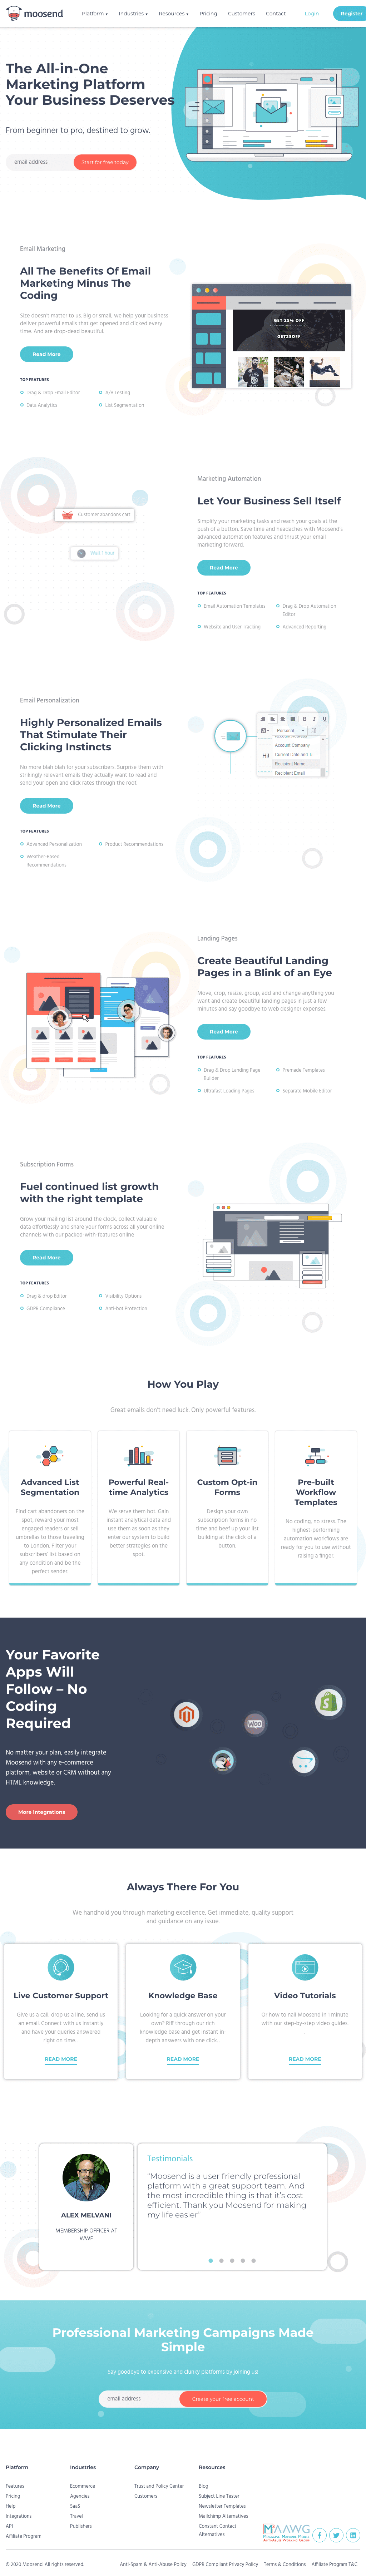 moosend
Platform
Industries
Resources
Pricing
Customers
Contact
Login
Register
The All-in-One
Marketing Platform
Your Business Deserves
From beginner to pro, destined to grow.
email address
Start for free today
Email Marketing
All The Benefits Of Email
Marketing Minus The
Coding
Size doesn't matter to us. Big or small, we help your business
deliver powerful emails that get opened and clicked every
time. And are drop-dead beautiful.
Read More
TOP FEATURES
Drag & Drop Email Editor
A/B Testing
Data Analytics
List Segmentation
GET 25% OFF
GET25OFF
Customer abandons cart
Wait 1 hour
Marketing Automation
Let Your Business Sell Itself
Simplify your marketing tasks and reach your goals at the
push of a button. Save time and headaches with Moosend's
advanced automation features and thrust your email
marketing forward.
Read More
TOP FEATURES
Email Automation Templates
Drag & Drop Automation
Editor
Website and User Tracking
Advanced Reporting
Email Personalization
Highly Personalized Emails
That Stimulate Their
Clicking Instincts
No more blah blah for your subscribers. Surprise them with
strikingly relevant emails they actually want to read and
send your open and click rates through the roof.
Read More
TOP FEATURES
Advanced Personalization
Product Recommendations
Weather-Based
Recommendations
B I U
A
Personal...
Hi
Account Company
Current Date and Ti...
Recipient Name
Recipient Email
Landing Pages
Create Beautiful Landing
Pages in a Blink of an Eye
Move, crop, resize, group, add and change anything you
want and create beautiful landing pages in just a few
minutes and say goodbye to web designer expenses.
Read More
TOP FEATURES
Drag & Drop Landing Page
Builder
Premade Templates
Ultrafast Loading Pages
Separate Mobile Editor
Subscription Forms
Fuel continued list growth
with the right template
Grow your mailing list around the clock, collect valuable
data effortlessly and share your forms across all your online
channels with our packed-with-features online
Read More
TOP FEATURES
Drag & drop Editor
Visibility Options
GDPR Compliance
Anti-bot Protection
How You Play
Great emails don't need luck. Only powerful features.
Advanced List
Segmentation
Find cart abandoners on the
spot, reward your most
engaged readers or sell
umbrellas to those traveling
to London. Filter your
subscribers' list based on
any condition and be the
perfect sender.
Powerful Real-
time Analytics
We serve them hot. Gain
instant analytical data and
use them as soon as they
enter our system to build
better strategies on the
spot.
Custom Opt-in
Forms
Design your own
subscription forms in no
time and beef up your list
building at the click of a
button.
Pre-built
Workflow
Templates
No coding, no stress. The
highest-performing
automation workflows are
ready for you to use without
raising a finger.
Your Favorite
Apps Will
Follow – No
Coding
Required
No matter your plan, easily integrate
Moosend with any e-commerce
platform, website or CRM without any
HTML knowledge.
More Integrations
Woo
Always There For You
We handhold you through marketing excellence. Get immediate, quality support
and guidance on any issue.
Live Customer Support
Give us a call, drop us a line, send us
an email. Connect with us instantly
and have your queries answered
right on time...
READ MORE
Knowledge Base
Looking for a quick answer on your
own? Riff through our rich
knowledge base and get instant in-
depth answers with one click.
READ MORE
Video Tutorials
Oh how to nail Moosend in 1 minute
with our step-by-step video guides.
READ MORE
ALEX MELVANI
MEMBERSHIP OFFICER AT
WWF
Testimonials
“Moosend is a user friendly professional
platform with a great support team. And
the most incredible thing is that it's cost
efficient. Thank you Moosend for making
my life easier”
Professional Marketing Campaigns Made
Simple
Say goodbye to expensive and clunky platforms by joining us!
email address
Create your free account
Platform
Features
Pricing
Help
Integrations
API
Affiliate Program
Industries
Ecommerce
Agencies
SaaS
Travel
Publishers
Company
Trust and Policy Center
Customers
Resources
Blog
Subject Line Tester
Newsletter Templates
Mailchimp Alternatives
Constant Contact
Alternatives
MAAWG
© 2020 Moosend. All rights reserved.
Anti-Spam & Anti-Abuse Policy
GDPR Compliant Privacy Policy
Terms & Conditions
Affiliate Program T&C